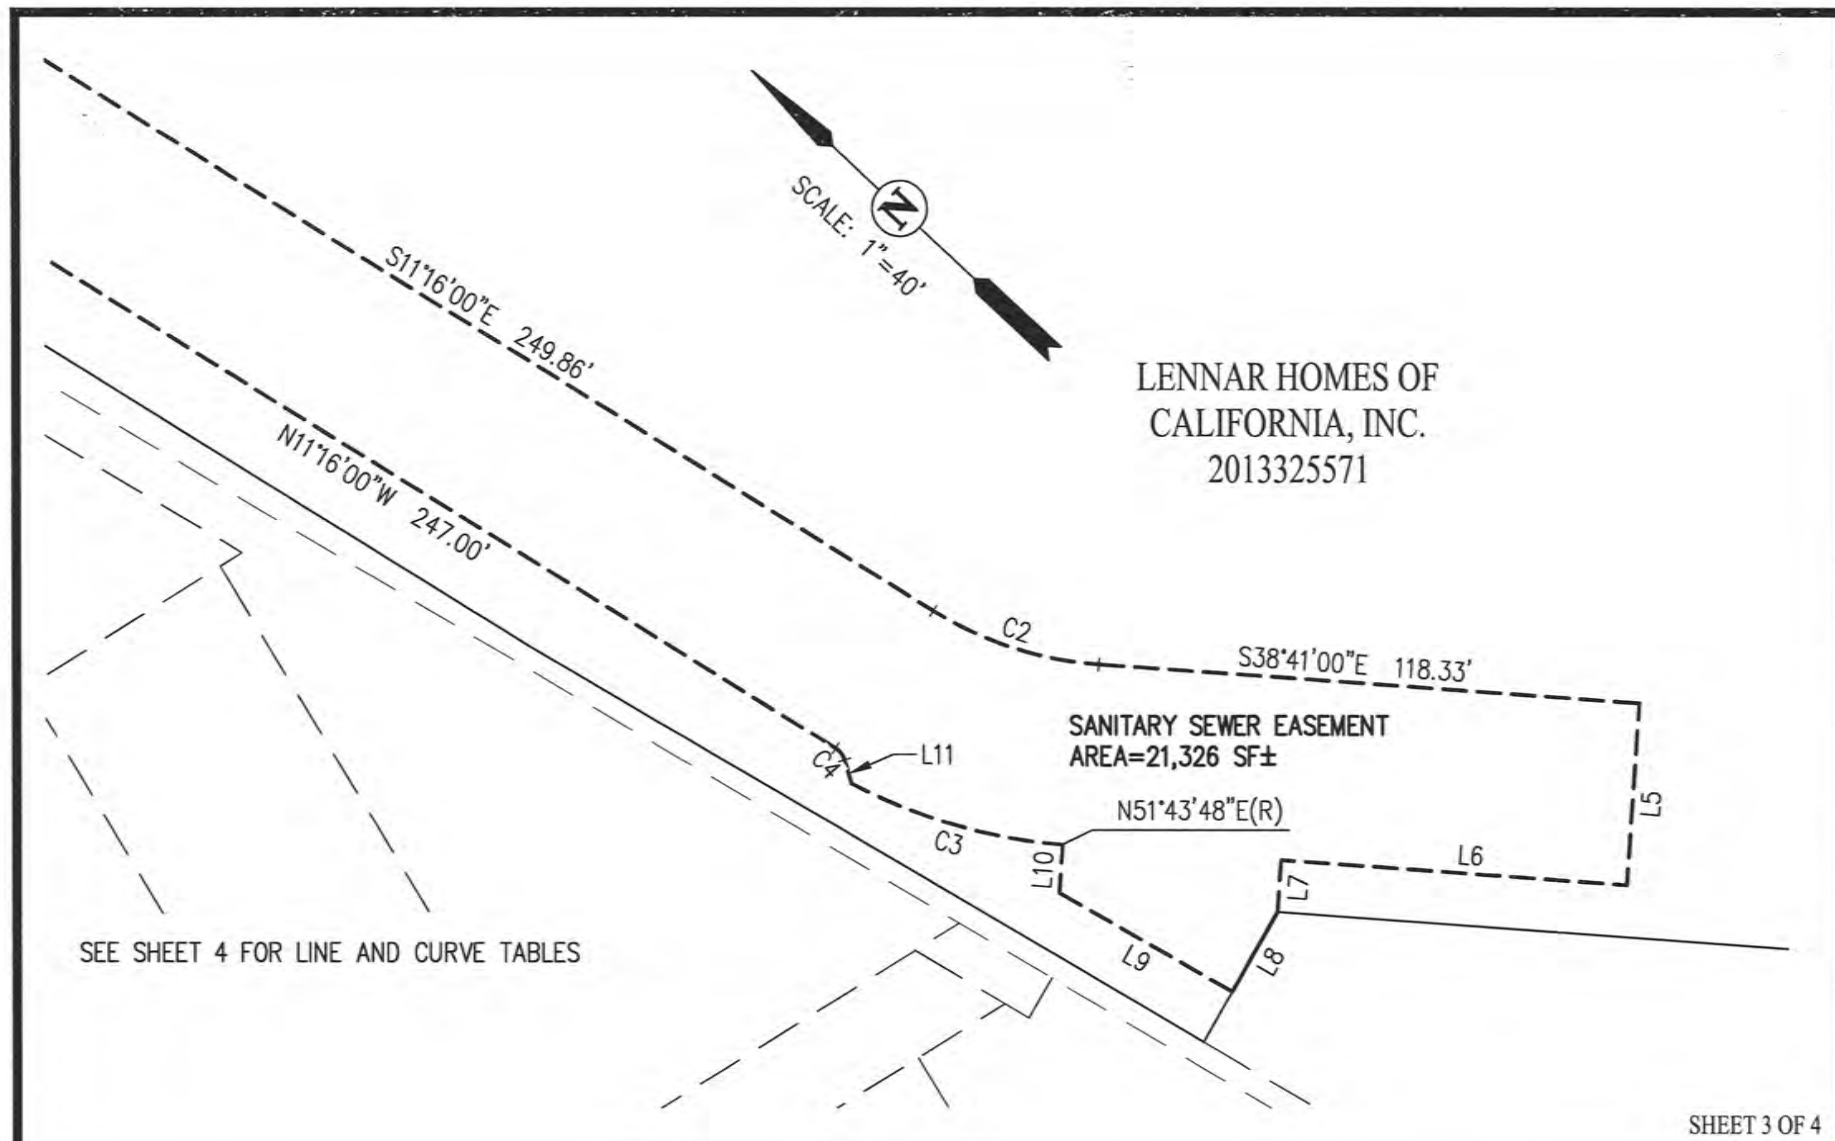 N
SCALE: 1"=40'
S11°16'00"E 249.86'
LENNAR HOMES OF
CALIFORNIA, INC.
2013325571
N11°16'00"W 247.00'
C2
S38°41'00"E 118.33'
SANITARY SEWER EASEMENT
AREA=21,326 SF±
L11
C4
N51°43'48"E(R)
C3
L10
L5
L6
L7
L8
L9
SEE SHEET 4 FOR LINE AND CURVE TABLES
SHEET 3 OF 4